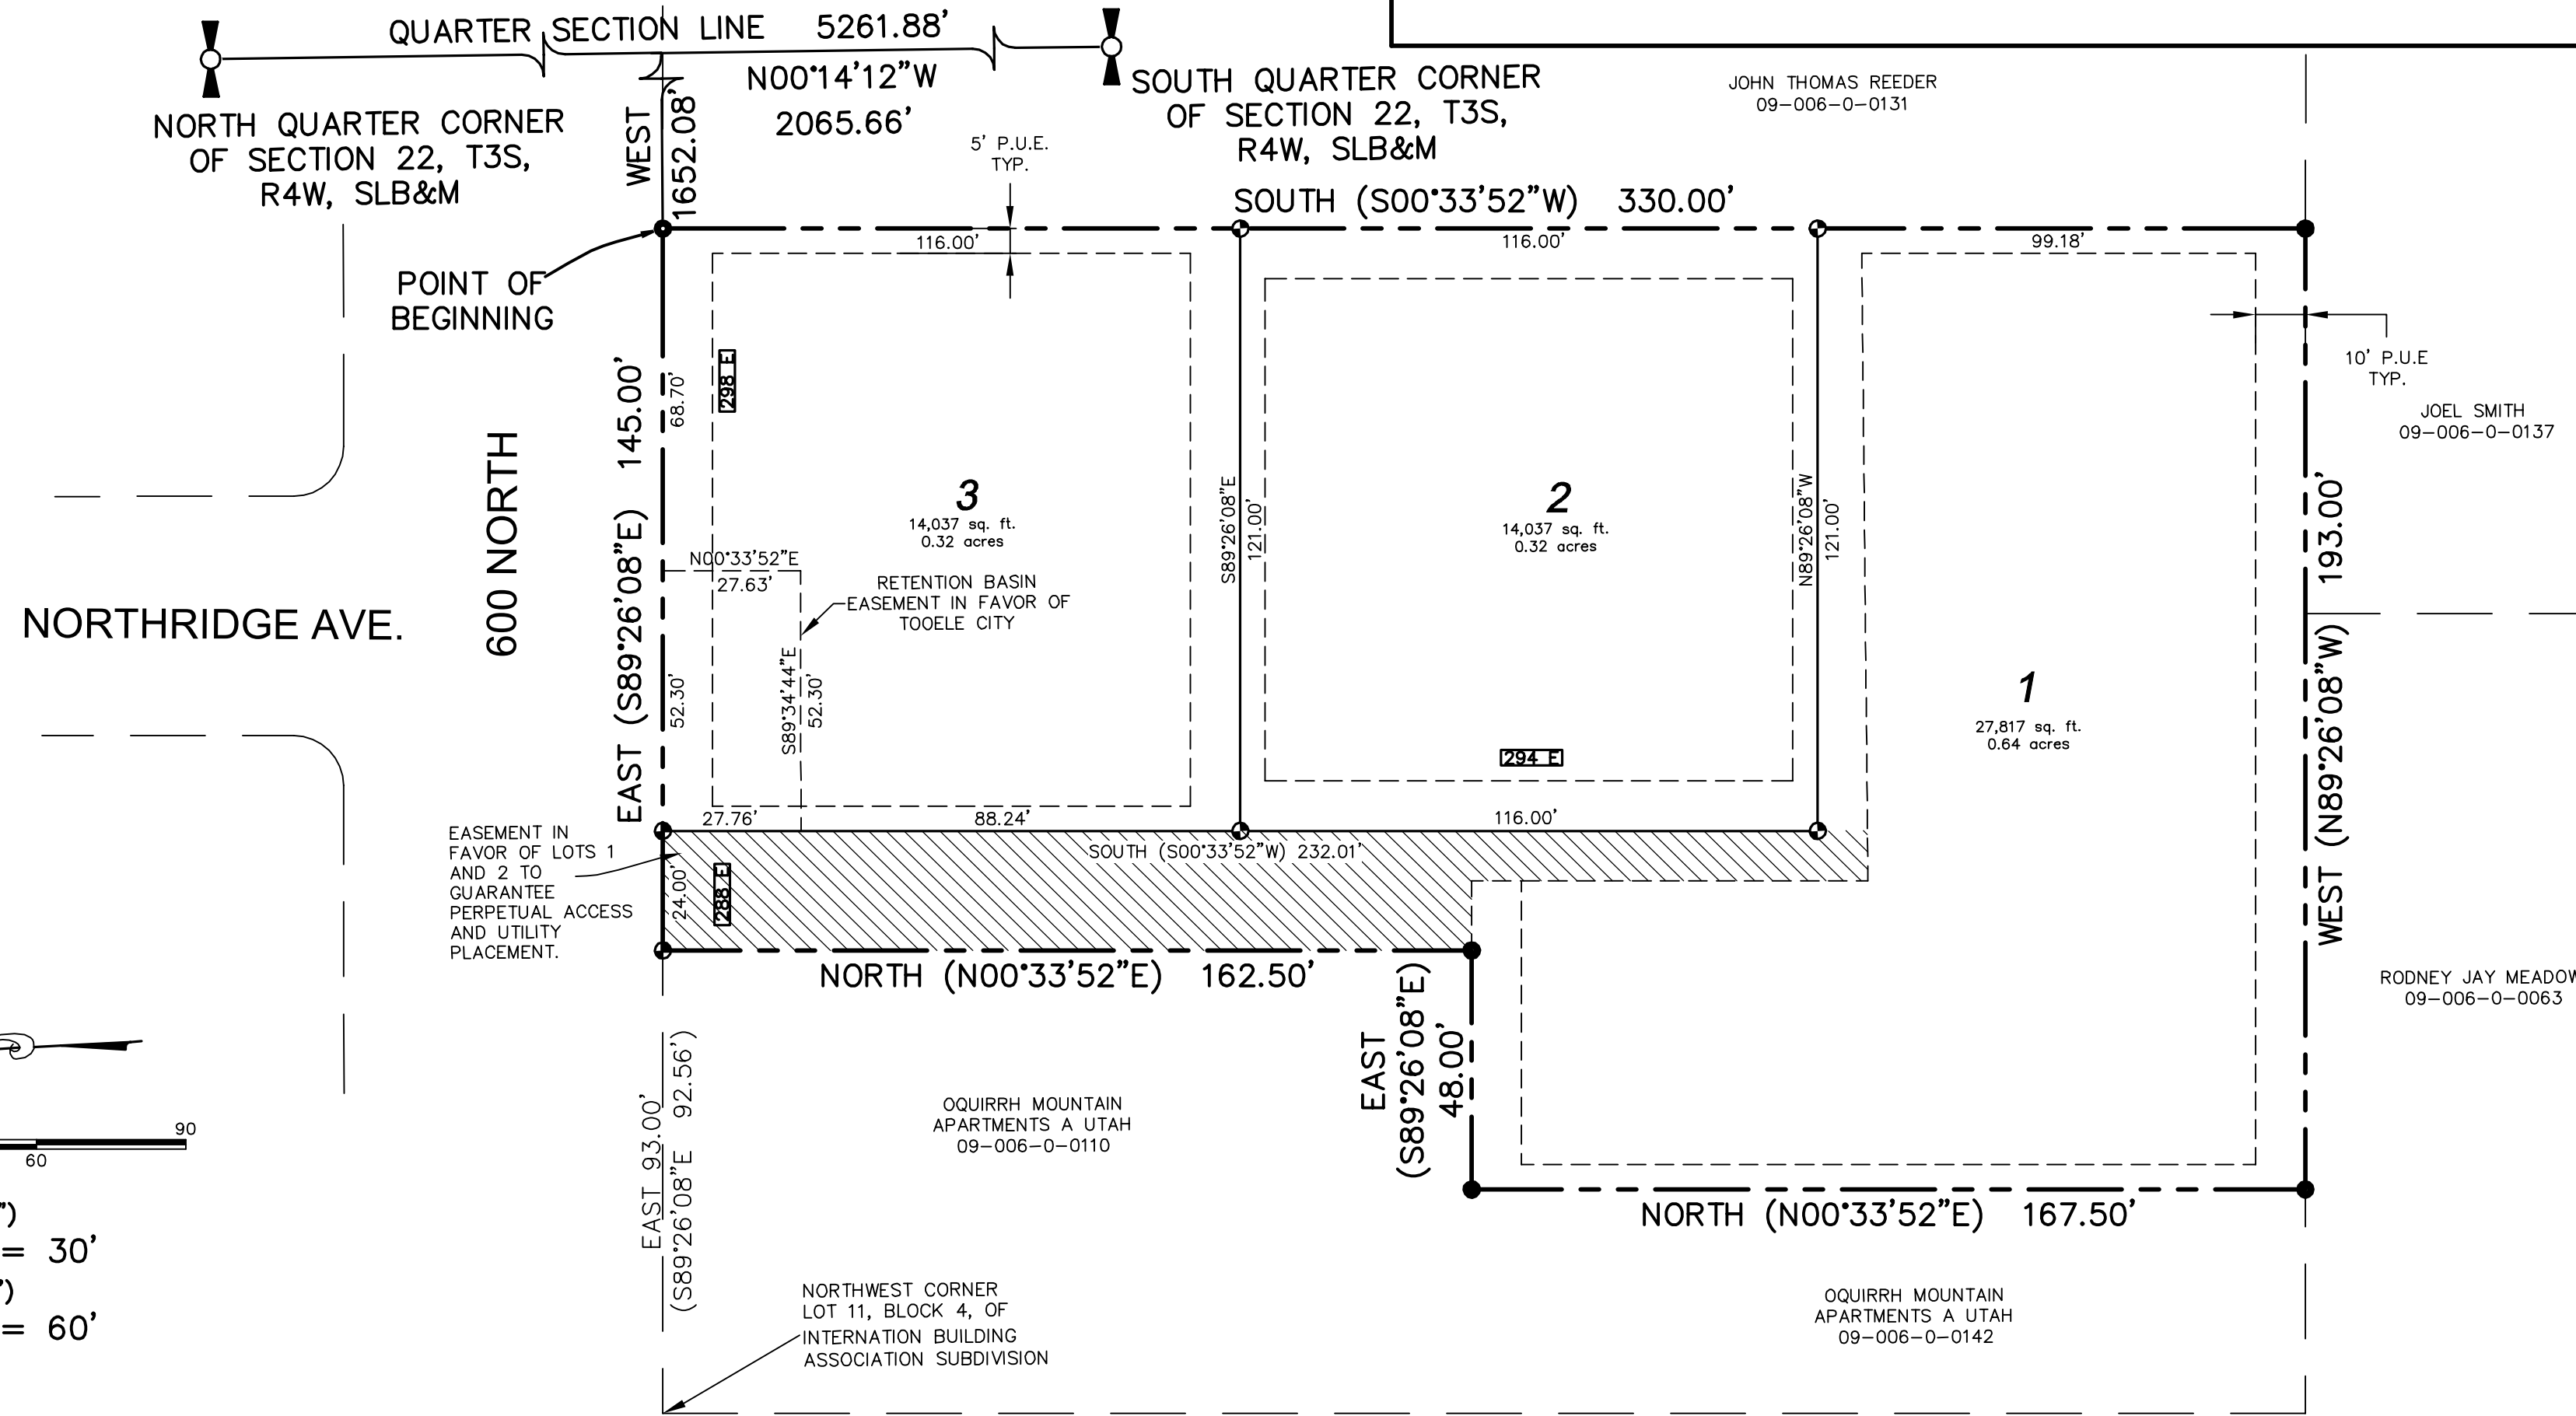 QUARTER SECTION LINE 5261.88'
N00°14'12"W
2065.66'
NORTH QUARTER CORNER
OF SECTION 22, T3S,
R4W, SLB&M
SOUTH QUARTER CORNER
OF SECTION 22, T3S,
R4W, SLB&M
WEST
1652.08'
JOHN THOMAS REEDER
09-006-0-0131
5' P.U.E.
TYP.
SOUTH (S00°33'52"W) 330.00'
116.00'
116.00'
99.18'
POINT OF
BEGINNING
10' P.U.E
TYP.
JOEL SMITH
09-006-0-0137
600 NORTH
NORTHRIDGE AVE.
EAST (S89°26'08"E) 145.00'
68.70'
298 E
3
14,037 sq. ft.
0.32 acres
N00°33'52"E
27.63'
RETENTION BASIN
EASEMENT IN FAVOR OF
TOOELE CITY
52.30'
S89°34'44"E
52.30'
S89°26'08"E
121.00'
2
14,037 sq. ft.
0.32 acres
294 E
N89°26'08"W
121.00'
1
27,817 sq. ft.
0.64 acres
WEST (N89°26'08"W) 193.00'
27.76'
88.24'
116.00'
SOUTH (S00°33'52"W) 232.01'
EASEMENT IN
FAVOR OF LOTS 1
AND 2 TO
GUARANTEE
PERPETUAL ACCESS
AND UTILITY
PLACEMENT.
24.00'
288 E
NORTH (N00°33'52"E) 162.50'
EAST
(S89°26'08"E)
48.00'
RODNEY JAY MEADOW
09-006-0-0063
EAST 93.00'
(S89°26'08"E 92.56')
OQUIRRH MOUNTAIN
APARTMENTS A UTAH
09-006-0-0110
NORTH (N00°33'52"E) 167.50'
90
60
")
= 30'
')
= 60'
NORTHWEST CORNER
LOT 11, BLOCK 4, OF
INTERNATION BUILDING
ASSOCIATION SUBDIVISION
OQUIRRH MOUNTAIN
APARTMENTS A UTAH
09-006-0-0142